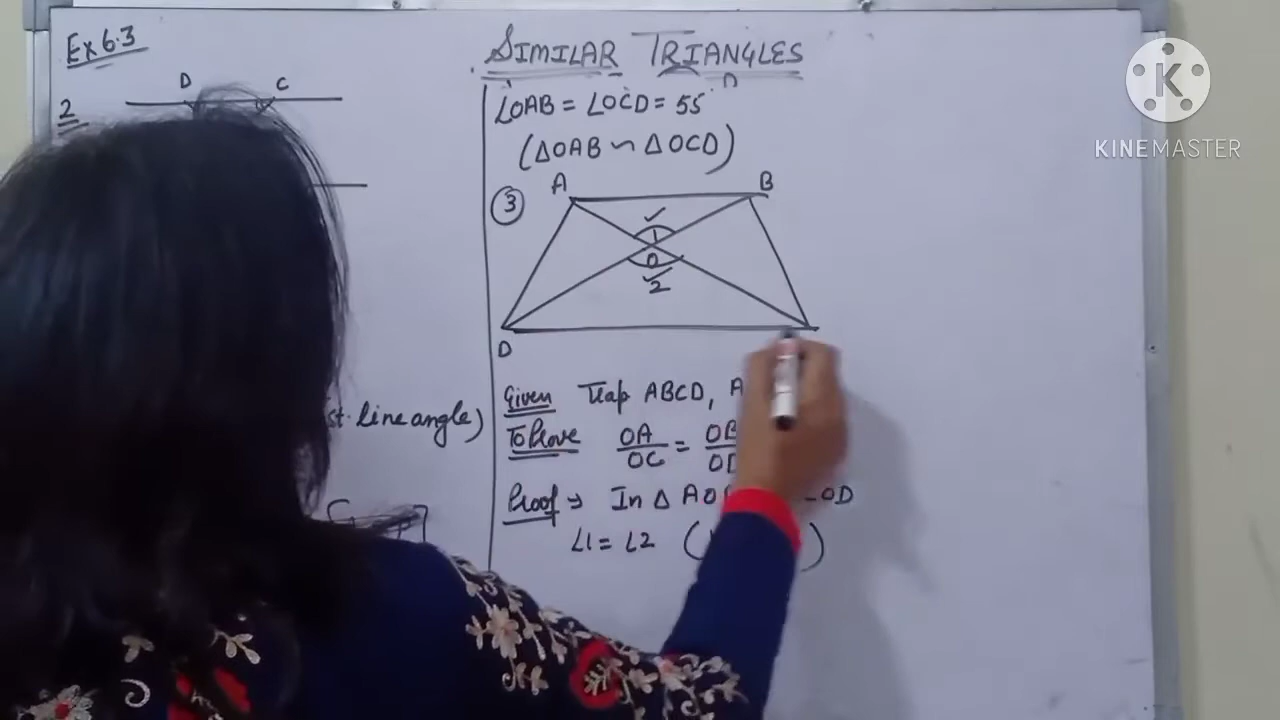 Ex 6.3
SIMILAR TRIANGLES
2
D C
∠OAB = ∠OCD = 55
(ΔOAB ∽ ΔOCD)
3
A B
1
O
2
D
st. line angle)
Given Trap ABCD, A
To Prove OA/OC = OB/OD
Proof → In Δ AO OD
∠1 = ∠2 ( )
K
KINEMASTER